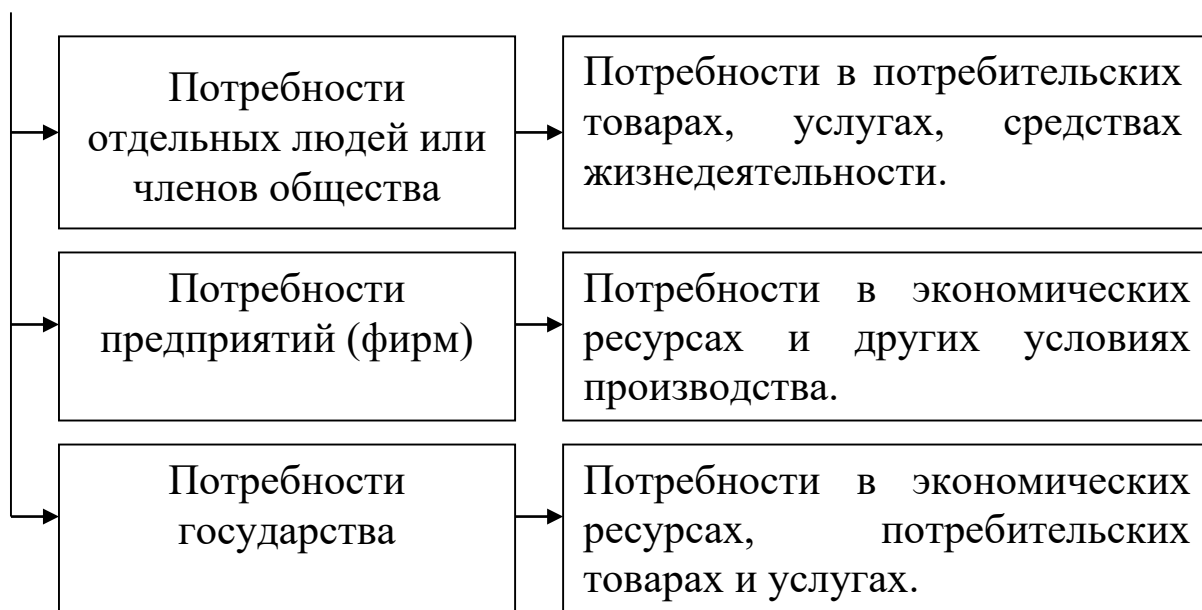 Потребности
отдельных людей или
членов общества
Потребности в потребительских
товарах, услугах, средствах
жизнедеятельности.
Потребности
предприятий (фирм)
Потребности в экономических
ресурсах и других условиях
производства.
Потребности
государства
Потребности в экономических
ресурсах, потребительских
товарах и услугах.